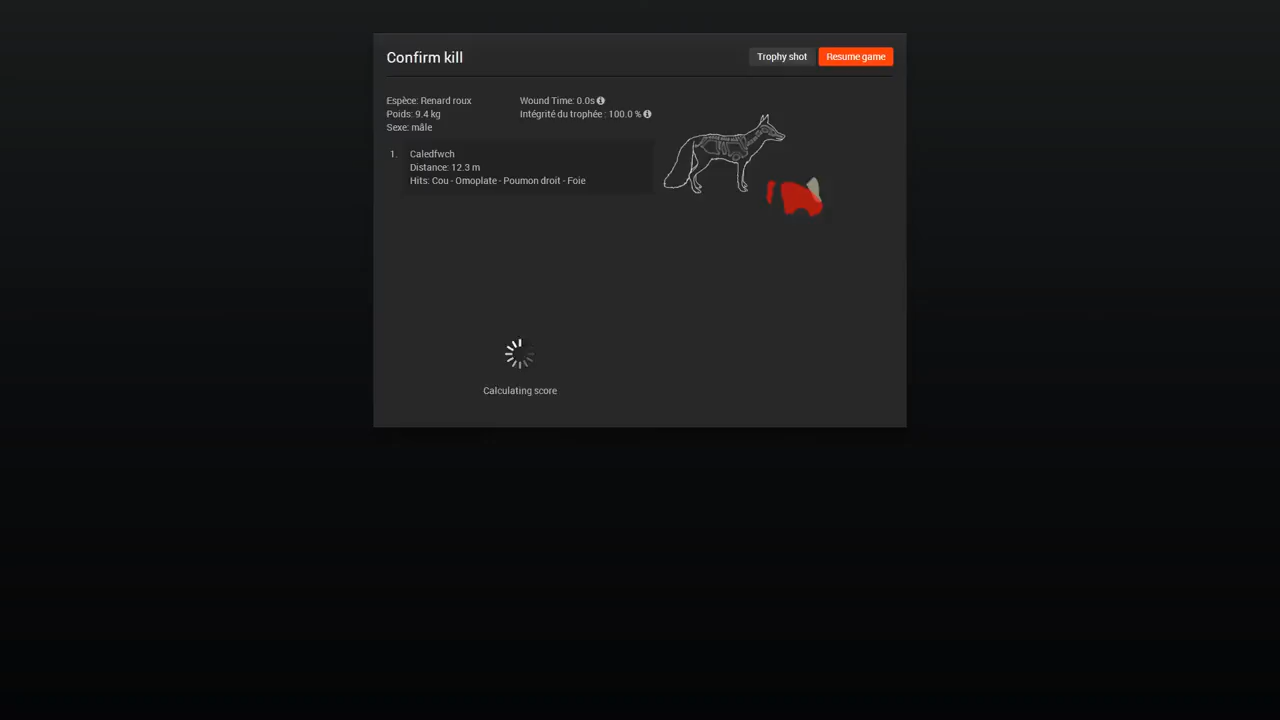 Confirm kill
Trophy shot
Resume game
Espèce: Renard roux
Poids: 9.4 kg
Sexe: mâle
Wound Time: 0.0s
Intégrité du trophée : 100.0 %
1.
Caledfwch
Distance: 12.3 m
Hits: Cou - Omoplate - Poumon droit - Foie
Calculating score